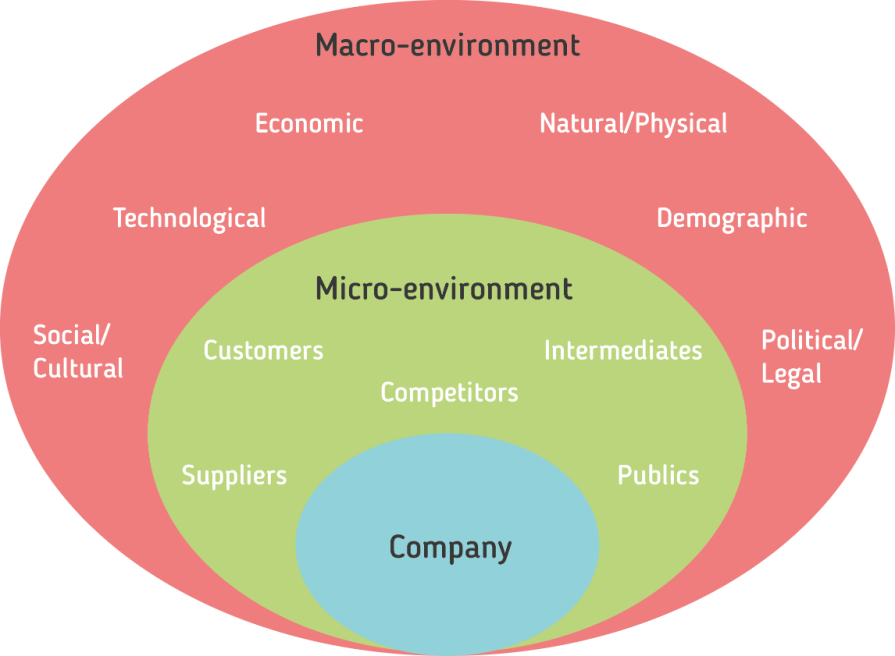 Macro-environment
Economic
Natural/Physical
Technological
Demographic
Micro-environment
Social/
Cultural
Customers
Intermediates
Political/
Legal
Competitors
Suppliers
Publics
Company